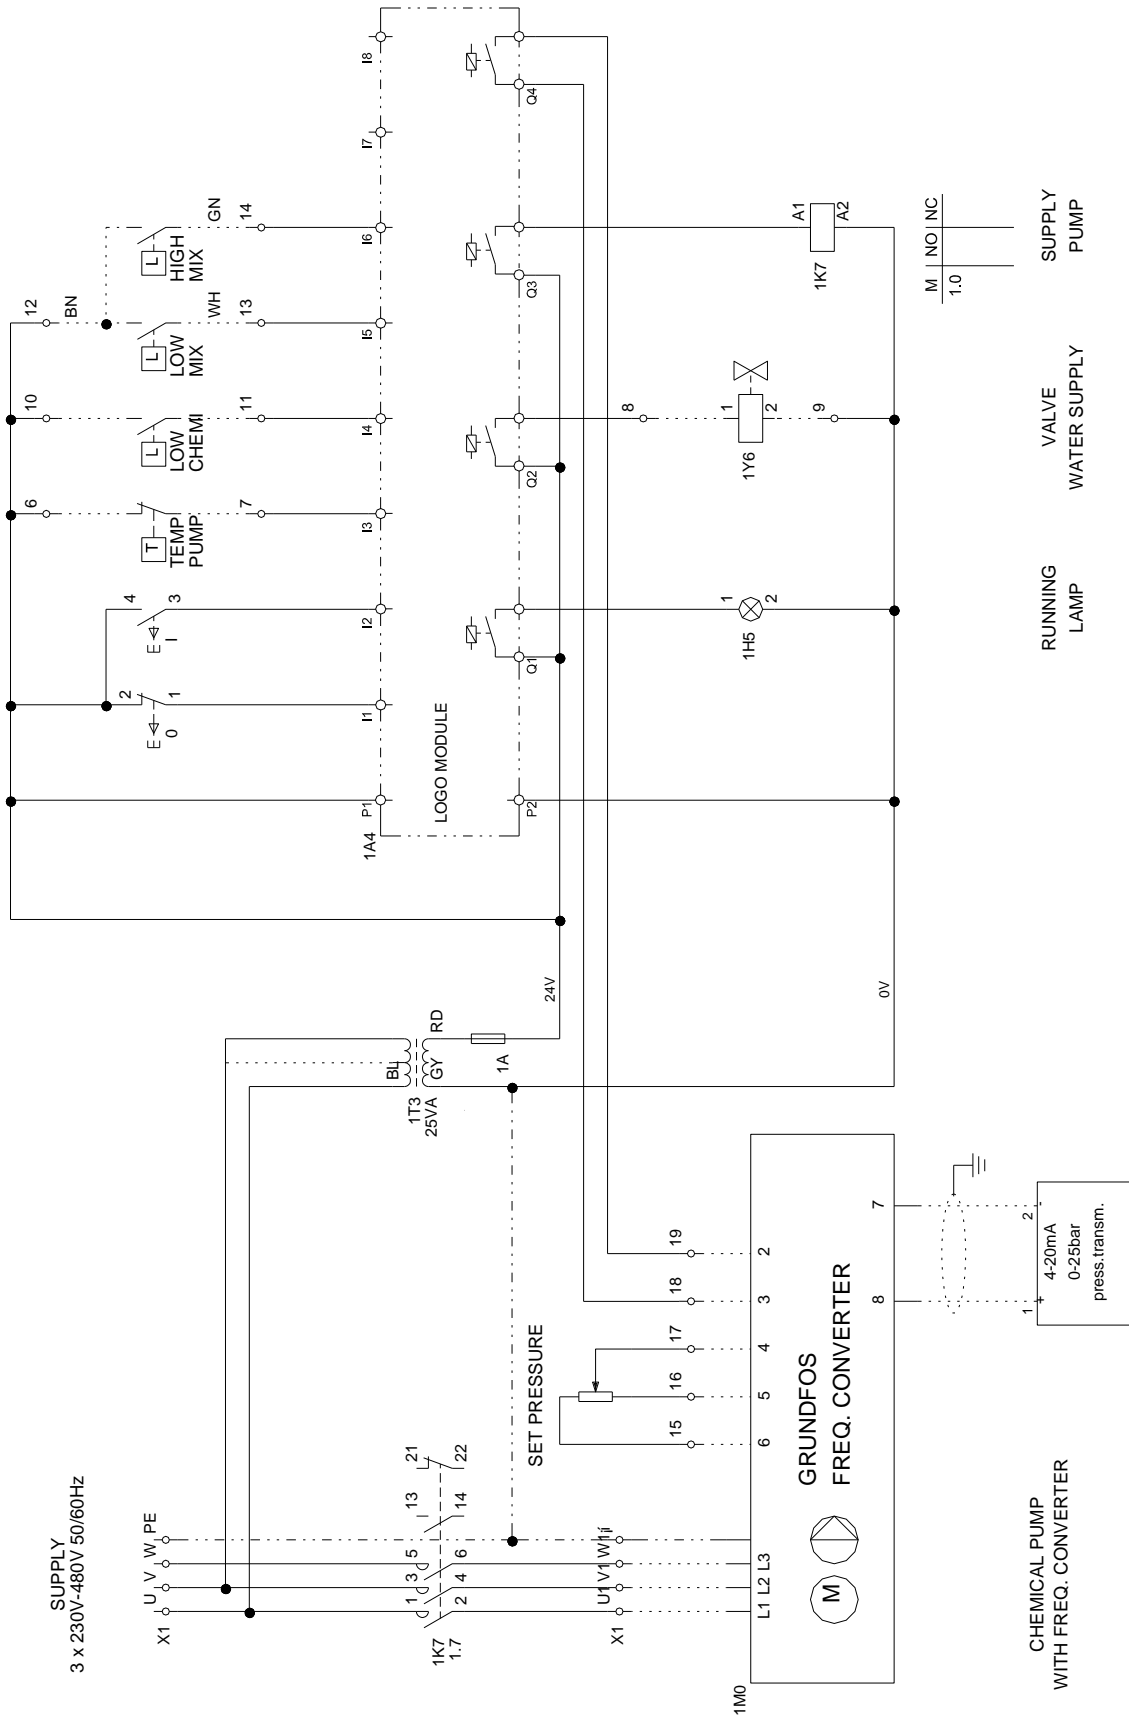 SUPPLY
3 x 230V-480V 50/60Hz
X1
U
V
W
PE
1K7
1.7
1
3
5
13
21
2
4
6
14
22
X1
U1
V1
W1
1M0
L1
L2
L3
6
5
4
3
2
M
GRUNDFOS
FREQ. CONVERTER
8
7
CHEMICAL PUMP
WITH FREQ. CONVERTER
SET PRESSURE
15
16
17
18
19
1
2
+
-
4-20mA
0-25bar
press.transm.
1T3
25VA
BL
GY
RD
1A
24V
0V
1A4
LOGO MODULE
P1
I1
I2
I3
I4
I5
I6
I7
I8
P2
Q1
Q2
Q3
Q4
E
0
2
1
E
I
4
3
6
T
TEMP
PUMP
7
10
L
LOW
CHEMI
11
12
BN
L
LOW
MIX
WH
13
L
HIGH
MIX
GN
14
1H5
1
2
RUNNING
LAMP
8
1Y6
1
2
9
VALVE
WATER SUPPLY
1K7
A1
A2
M
NO
NC
1.0
SUPPLY
PUMP